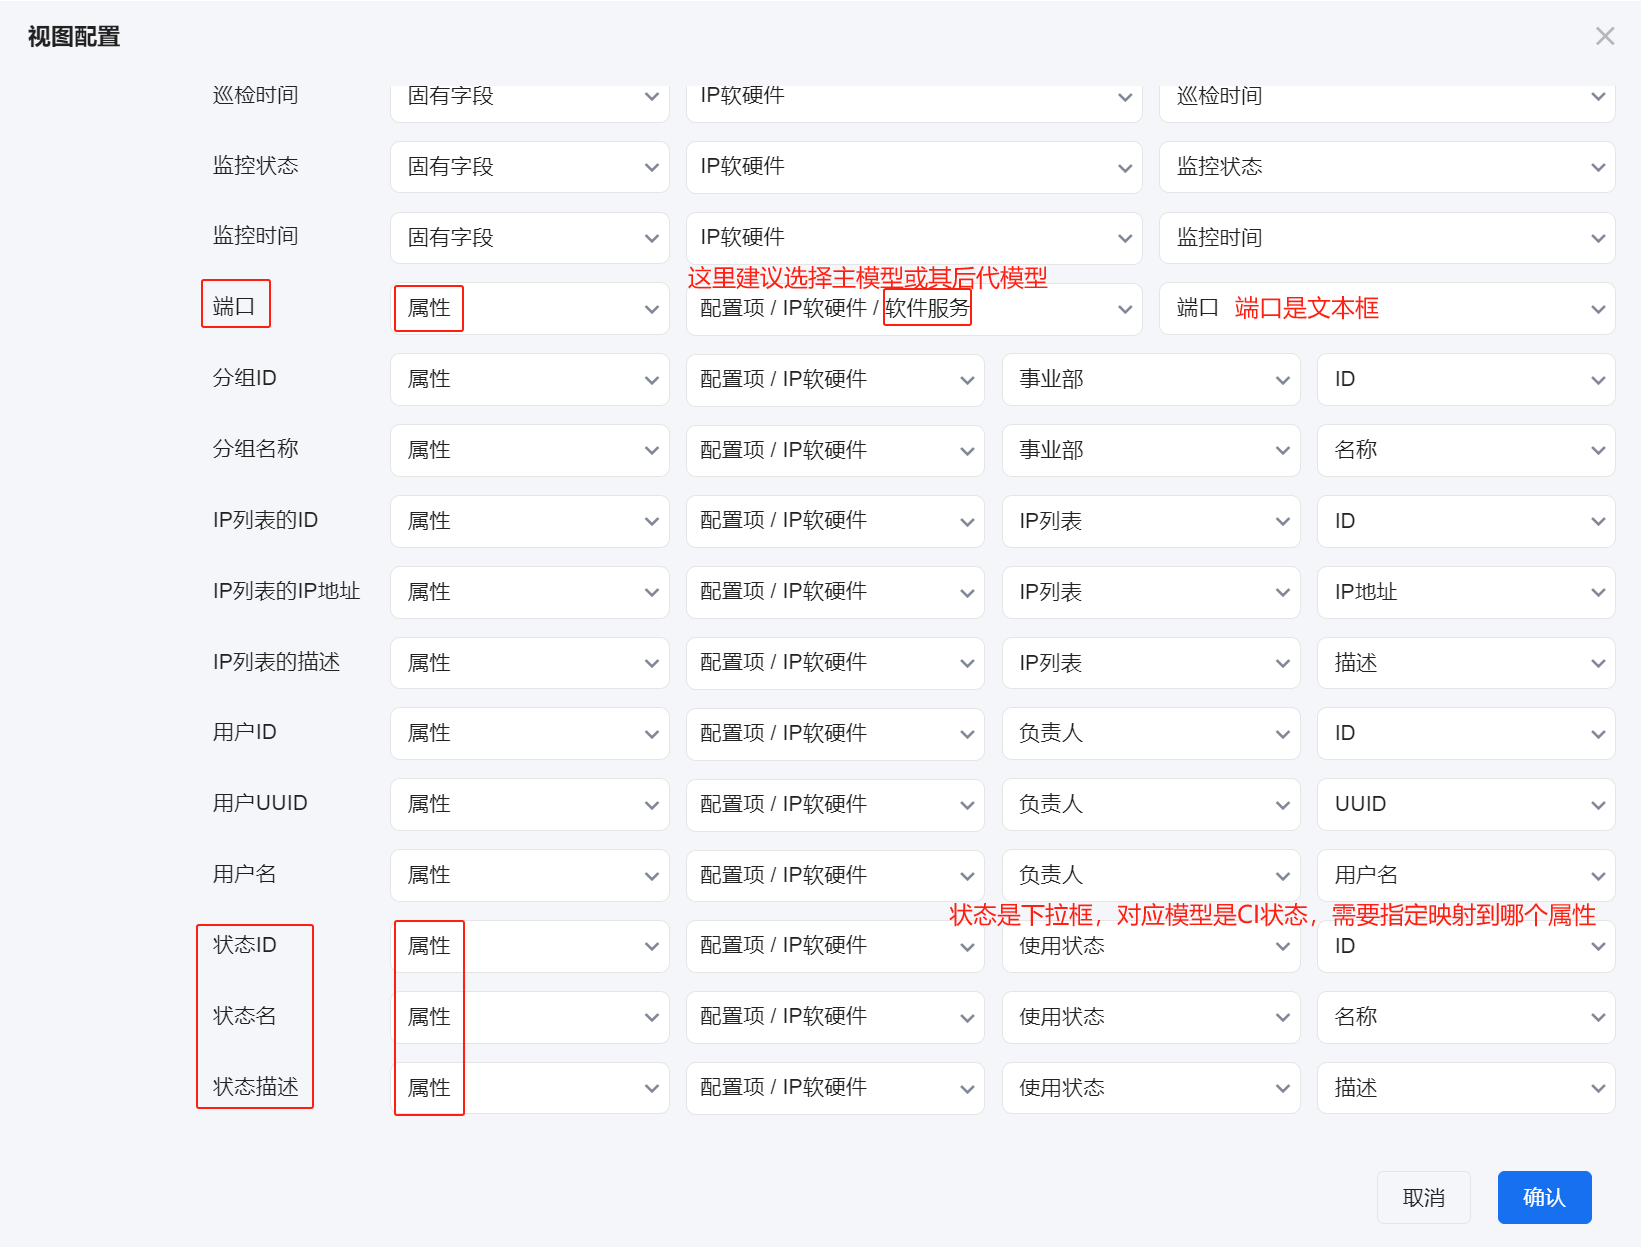 视图配置
巡检时间 固有字段 IP软硬件 巡检时间
监控状态 固有字段 IP软硬件 监控状态
监控时间 固有字段 IP软硬件 监控时间
这里建议选择主模型或其后代模型
端口 属性 配置项 / IP软硬件 / 软件服务 端口 端口是文本框
分组ID 属性 配置项 / IP软硬件 事业部 ID
分组名称 属性 配置项 / IP软硬件 事业部 名称
IP列表的ID 属性 配置项 / IP软硬件 IP列表 ID
IP列表的IP地址 属性 配置项 / IP软硬件 IP列表 IP地址
IP列表的描述 属性 配置项 / IP软硬件 IP列表 描述
用户ID 属性 配置项 / IP软硬件 负责人 ID
用户UUID 属性 配置项 / IP软硬件 负责人 UUID
用户名 属性 配置项 / IP软硬件 负责人 用户名
状态是下拉框，对应模型是CI状态，需要指定映射到哪个属性
状态ID 属性 配置项 / IP软硬件 使用状态 ID
状态名 属性 配置项 / IP软硬件 使用状态 名称
状态描述 属性 配置项 / IP软硬件 使用状态 描述
取消 确认